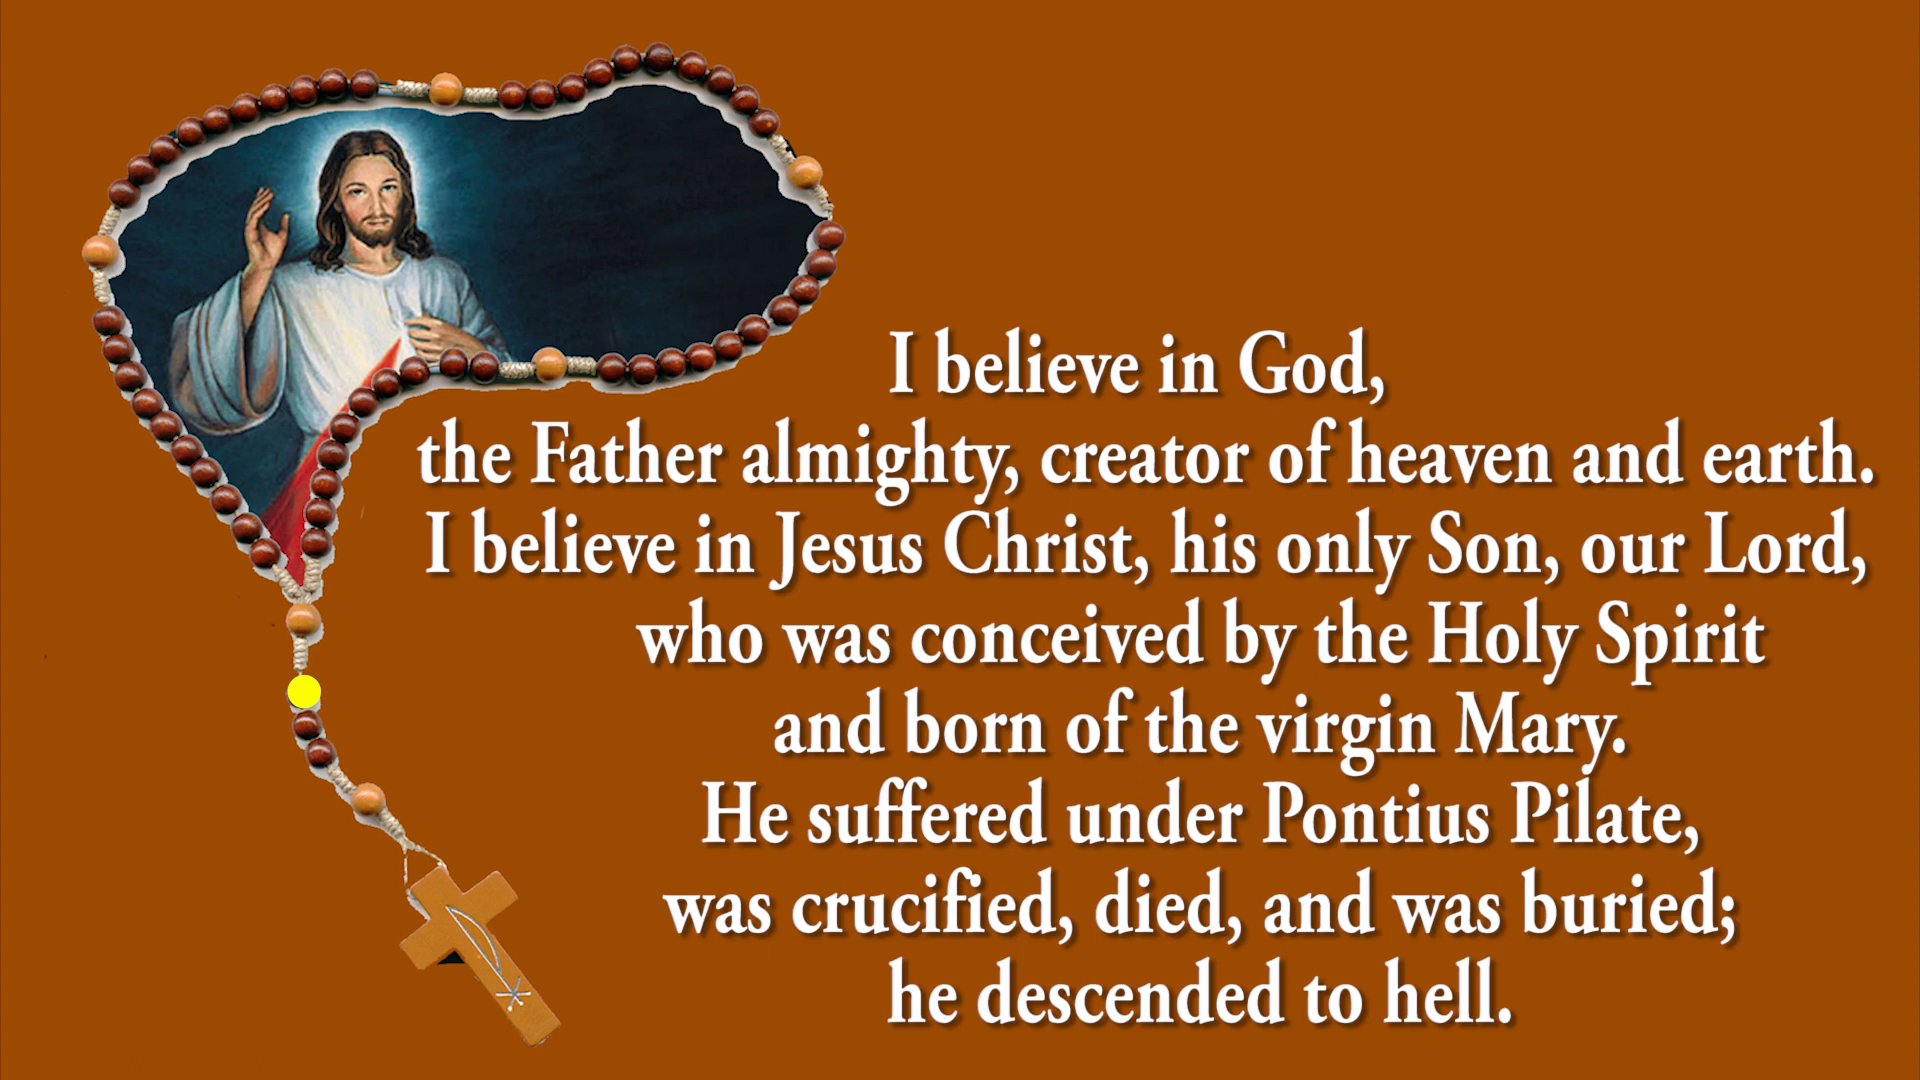 I believe in God,
the Father almighty, creator of heaven and earth.
I believe in Jesus Christ, his only Son, our Lord,
who was conceived by the Holy Spirit
and born of the virgin Mary.
He suffered under Pontius Pilate,
was crucified, died, and was buried;
he descended to hell.